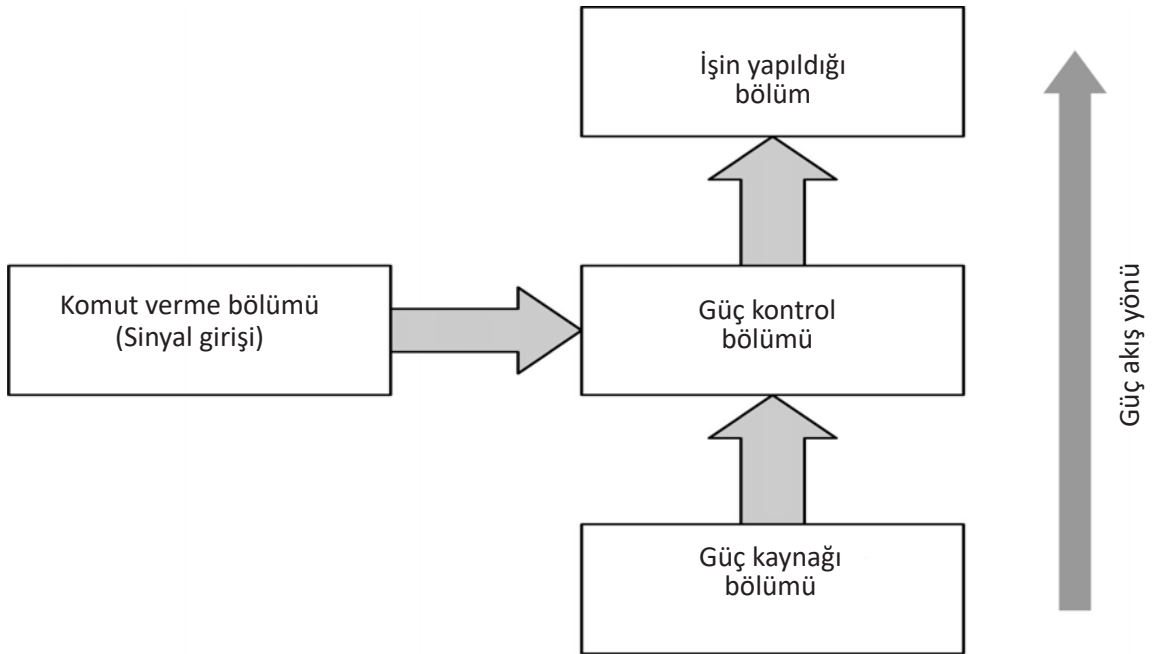 İşin yapıldığı
bölüm
Komut verme bölümü
(Sinyal girişi)
Güç kontrol
bölümü
Güç kaynağı
bölümü
Güç akış yönü